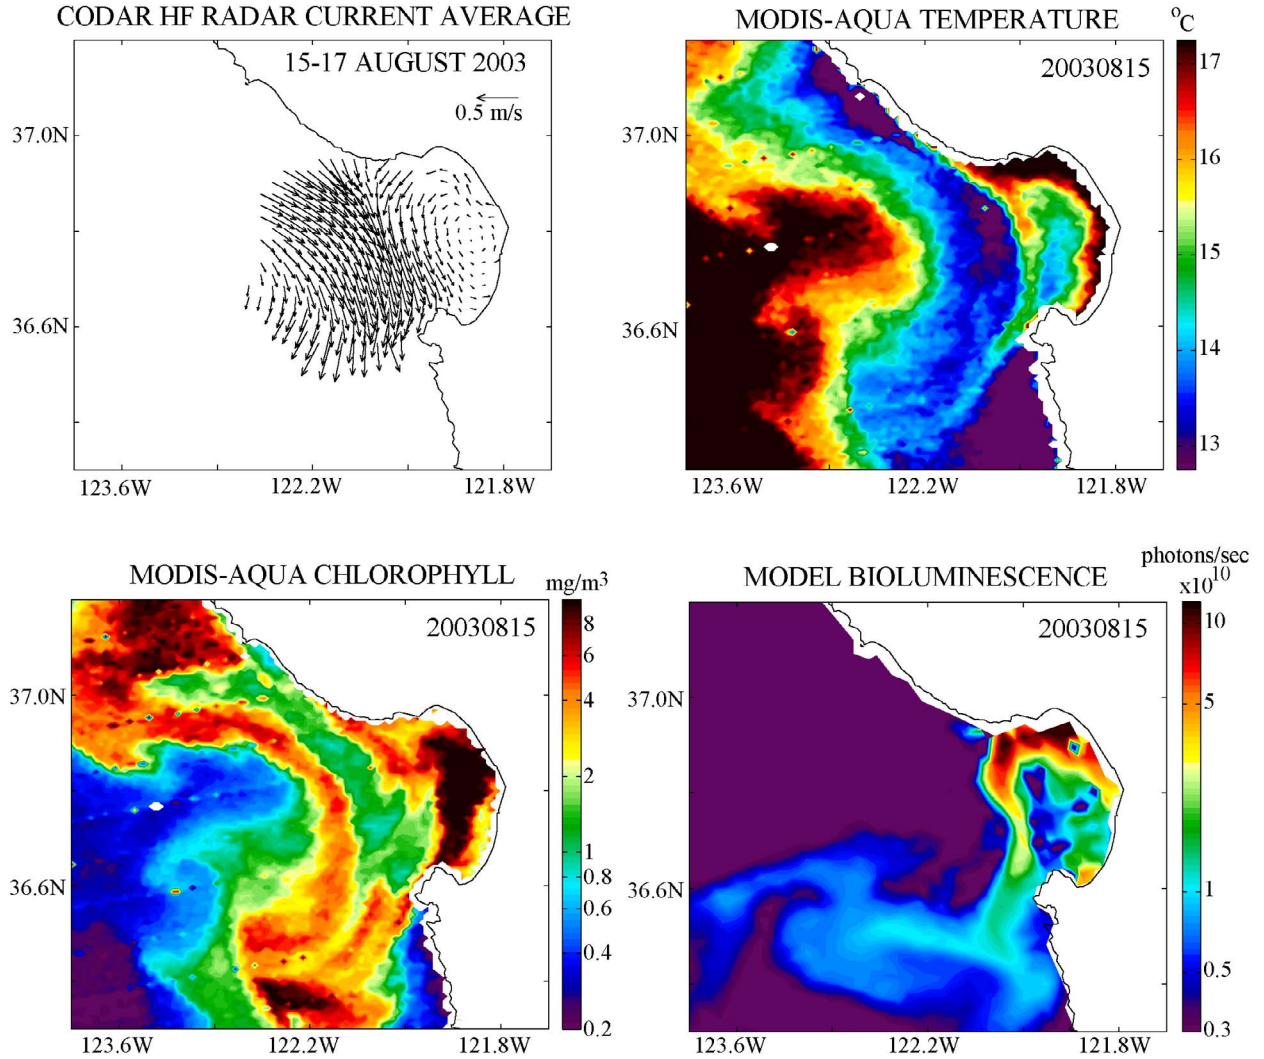 CODAR HF RADAR CURRENT AVERAGE
15-17 AUGUST 2003
0.5 m/s
37.0N
36.6N
123.6W 122.2W 121.8W
MODIS-AQUA TEMPERATURE
°C
20030815
17
16
15
14
13
37.0N
36.6N
123.6W 122.2W 121.8W
MODIS-AQUA CHLOROPHYLL
mg/m³
20030815
8
6
4
2
1
0.8
0.6
0.4
0.2
37.0N
36.6N
123.6W 122.2W 121.8W
MODEL BIOLUMINESCENCE
photons/sec
x10¹⁰
20030815
10
5
1
0.5
0.3
37.0N
36.6N
123.6W 122.2W 121.8W